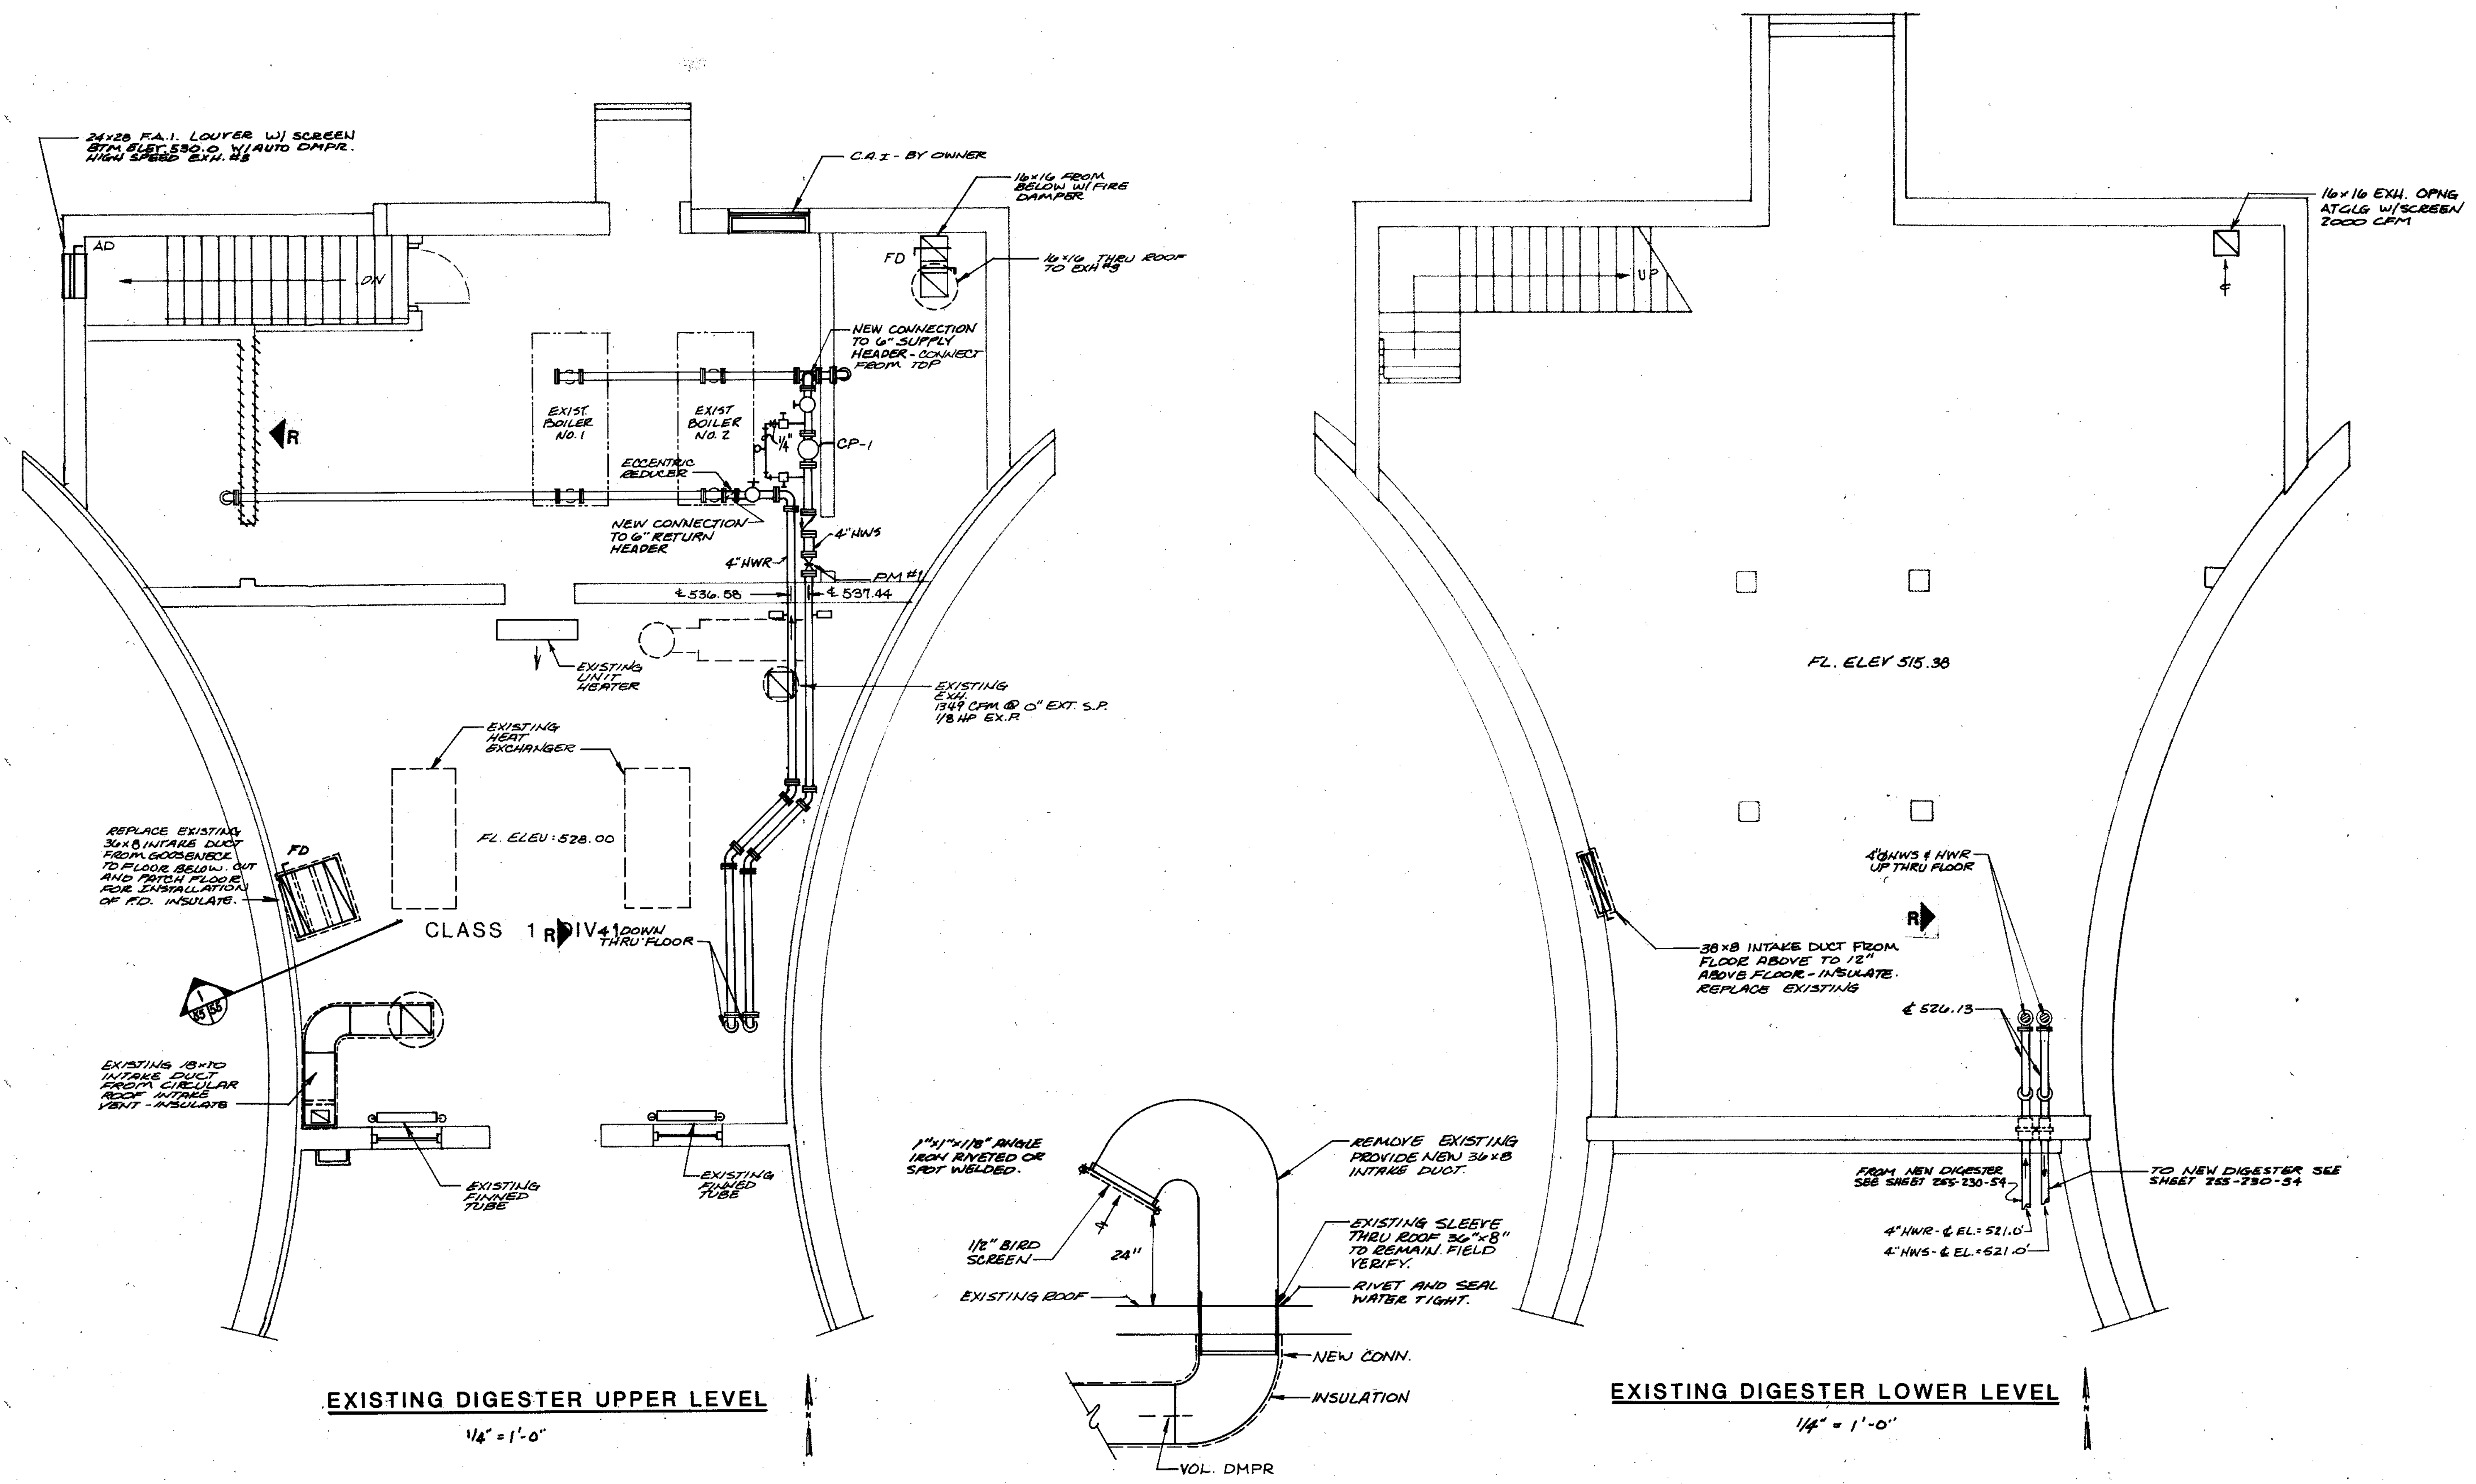 24x28 F.A.I. LOUVER W/ SCREEN
BTM ELEV. 530.0 W/AUTO DMPR.
HIGH SPEED EXH. #3
C.A.I - BY OWNER
16x16 FROM
BELOW W/ FIRE
DAMPER
AD
DN
FD
16x16 THRU ROOF
TO EXH #3
NEW CONNECTION
TO 6" SUPPLY
HEADER - CONNECT
FROM TOP
R
EXIST.
BOILER
NO. 1
EXIST
BOILER
NO. 2
1/4"
CP-1
ECCENTRIC
REDUCER
NEW CONNECTION
TO 6" RETURN
HEADER
4" HWS
4" HWR
PM #1
℄ 536.58
℄ 537.44
EXISTING
UNIT
HEATER
EXISTING
EXH.
1349 CFM @ 0" EXT. S.P.
1/8 HP EX.P.
EXISTING
HEAT
EXCHANGER
FL. ELEV: 528.00
REPLACE EXISTING
36x8 INTAKE DUCT
FROM GOOSENECK
TO FLOOR BELOW. CUT
AND PATCH FLOOR
FOR INSTALLATION
OF F.D. INSULATE.
FD
CLASS 1 DIV 1
R
4" DOWN
THRU FLOOR
1
55 55
EXISTING 18x10
INTAKE DUCT
FROM CIRCULAR
ROOF INTAKE
VENT - INSULATE
EXISTING
FINNED
TUBE
EXISTING
FINNED
TUBE
EXISTING DIGESTER UPPER LEVEL
1/4" = 1'-0"
N
1"x1"x1/8" ANGLE
IRON RIVETED OR
SPOT WELDED.
1/2" BIRD
SCREEN
24"
EXISTING ROOF
REMOVE EXISTING
PROVIDE NEW 36x8
INTAKE DUCT.
EXISTING SLEEVE
THRU ROOF 36"x8"
TO REMAIN. FIELD
VERIFY.
RIVET AND SEAL
WATER TIGHT.
NEW CONN.
INSULATION
VOL. DMPR
16x16 EXH. OPNG
AT CLG W/SCREEN
2000 CFM
UP
FL. ELEV 515.38
4"ØHWS & HWR
UP THRU FLOOR
R
38x8 INTAKE DUCT FROM
FLOOR ABOVE TO 12"
ABOVE FLOOR - INSULATE.
REPLACE EXISTING
℄ 526.13
FROM NEW DIGESTER
SEE SHEET 255-230-54
TO NEW DIGESTER SEE
SHEET 255-230-54
4" HWR - ℄ EL. = 521.0'
4" HWS - ℄ EL. = 521.0'
EXISTING DIGESTER LOWER LEVEL
1/4" = 1'-0"
N